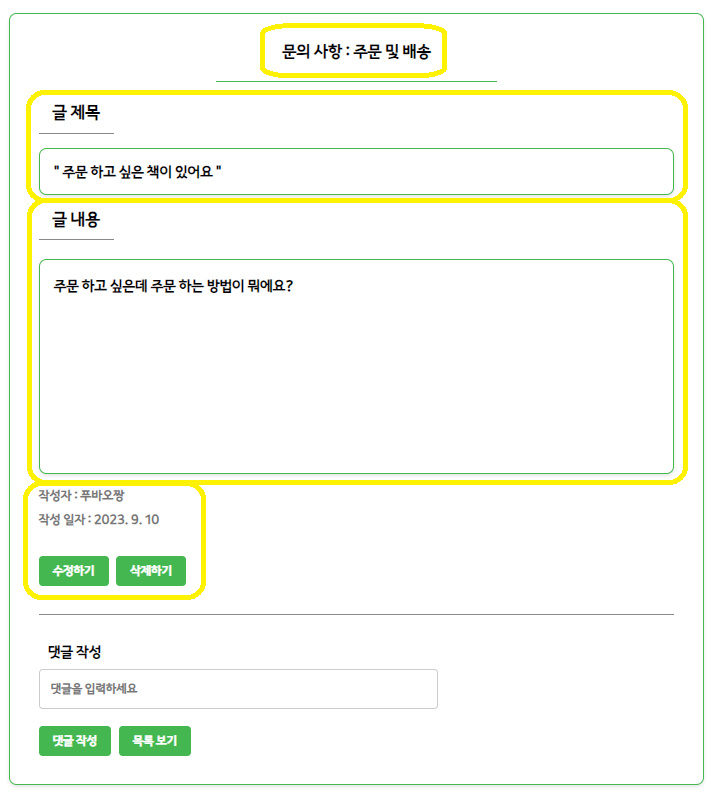 문의 사항 : 주문 및 배송
글 제목
" 주문 하고 싶은 책이 있어요 "
글 내용
주문 하고 싶은데 주문 하는 방법이 뭐에요?
작성자 : 푸바오짱
작성 일자 : 2023. 9. 10
수정하기 삭제하기
댓글 작성
댓글을 입력하세요
댓글 작성 목록 보기